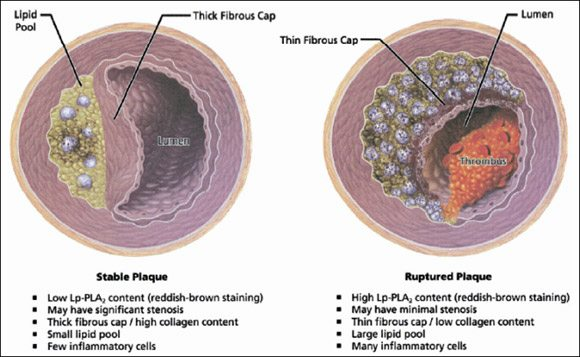 Lipid
Pool
Thick Fibrous Cap
Lumen
Thin Fibrous Cap
Lumen
Thrombus
Stable Plaque
▪ Low Lp-PLA₂ content (reddish-brown staining)
▪ May have significant stenosis
▪ Thick fibrous cap / high collagen content
▪ Small lipid pool
▪ Few inflammatory cells
Ruptured Plaque
▪ High Lp-PLA₂ content (reddish-brown staining)
▪ May have minimal stenosis
▪ Thin fibrous cap / low collagen content
▪ Large lipid pool
▪ Many inflammatory cells